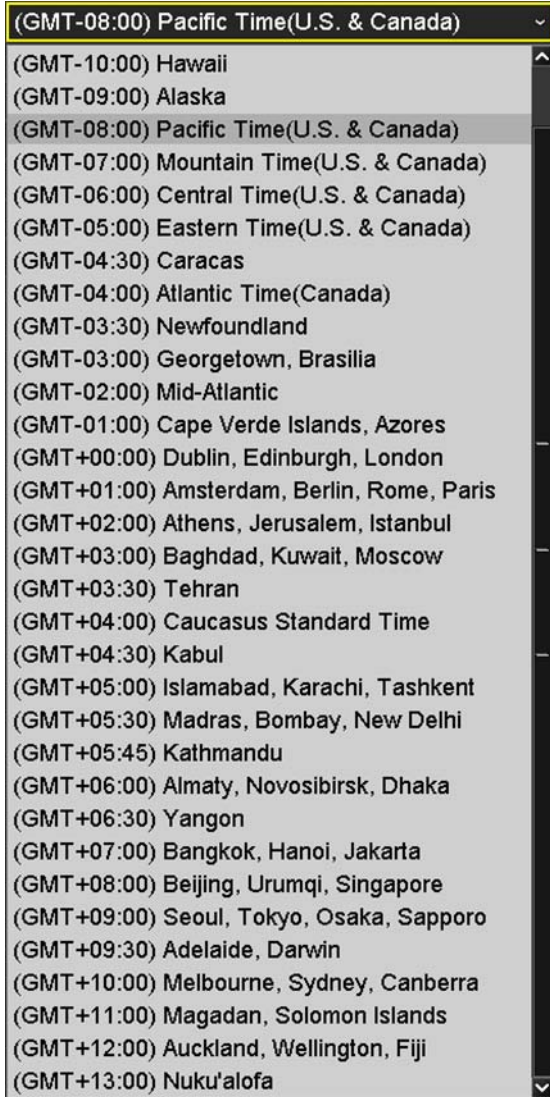 (GMT-08:00) Pacific Time(U.S. & Canada)
(GMT-10:00) Hawaii
(GMT-09:00) Alaska
(GMT-08:00) Pacific Time(U.S. & Canada)
(GMT-07:00) Mountain Time(U.S. & Canada)
(GMT-06:00) Central Time(U.S. & Canada)
(GMT-05:00) Eastern Time(U.S. & Canada)
(GMT-04:30) Caracas
(GMT-04:00) Atlantic Time(Canada)
(GMT-03:30) Newfoundland
(GMT-03:00) Georgetown, Brasilia
(GMT-02:00) Mid-Atlantic
(GMT-01:00) Cape Verde Islands, Azores
(GMT+00:00) Dublin, Edinburgh, London
(GMT+01:00) Amsterdam, Berlin, Rome, Paris
(GMT+02:00) Athens, Jerusalem, Istanbul
(GMT+03:00) Baghdad, Kuwait, Moscow
(GMT+03:30) Tehran
(GMT+04:00) Caucasus Standard Time
(GMT+04:30) Kabul
(GMT+05:00) Islamabad, Karachi, Tashkent
(GMT+05:30) Madras, Bombay, New Delhi
(GMT+05:45) Kathmandu
(GMT+06:00) Almaty, Novosibirsk, Dhaka
(GMT+06:30) Yangon
(GMT+07:00) Bangkok, Hanoi, Jakarta
(GMT+08:00) Beijing, Urumqi, Singapore
(GMT+09:00) Seoul, Tokyo, Osaka, Sapporo
(GMT+09:30) Adelaide, Darwin
(GMT+10:00) Melbourne, Sydney, Canberra
(GMT+11:00) Magadan, Solomon Islands
(GMT+12:00) Auckland, Wellington, Fiji
(GMT+13:00) Nuku'alofa